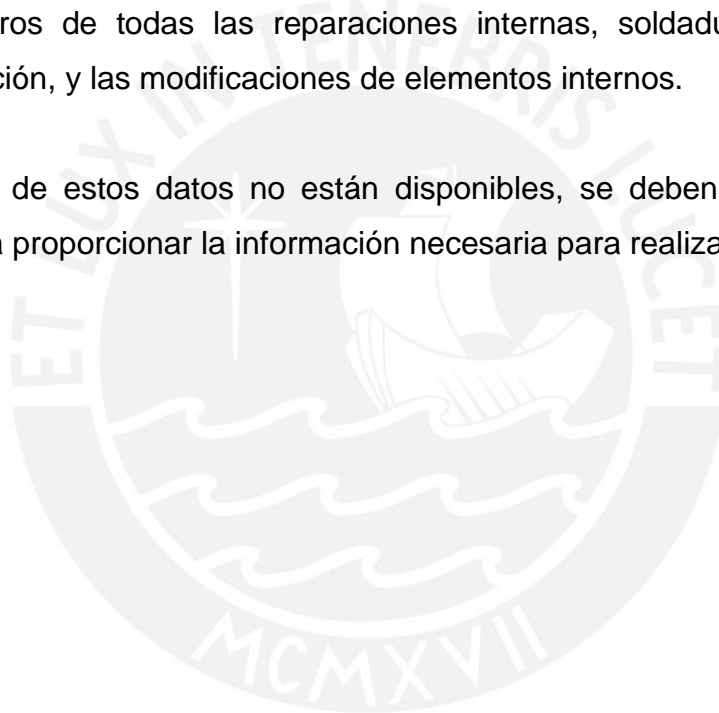 ros de todas las reparaciones internas, soldadu
ción, y las modificaciones de elementos internos.
de estos datos no están disponibles, se deben
a proporcionar la información necesaria para realiza
ET LUX IN TENEBRIS LUCET
MCMXVII